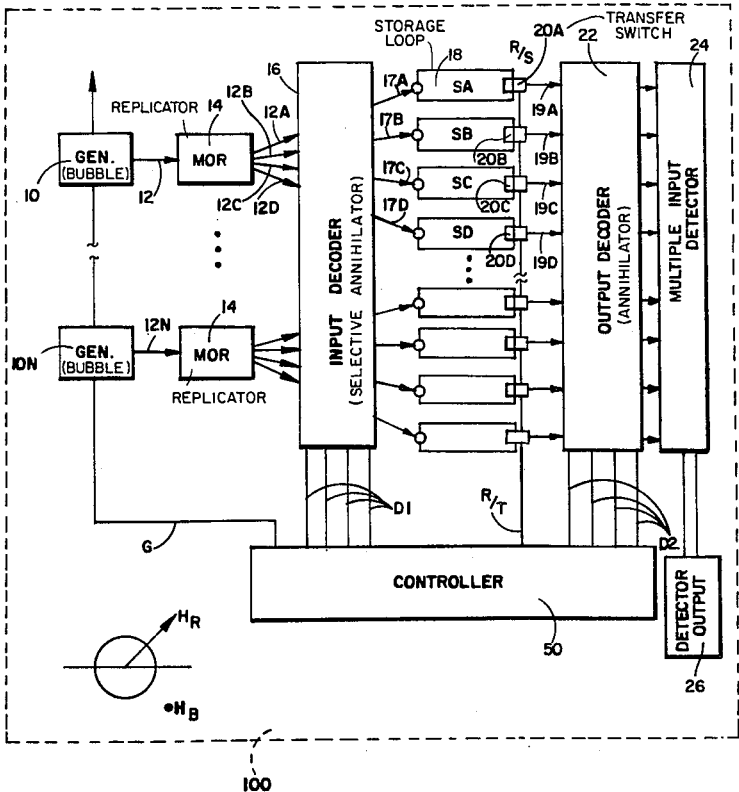 STORAGE LOOP
R/S
20A
TRANSFER SWITCH
22
24
16
12B
12A
17A
18
SA
19A
REPLICATOR
14
GEN. (BUBBLE)
MOR
10
12
12C
12D
17B
SB
20B
19B
17C
SC
20C
19C
17D
SD
20D
19D
INPUT DECODER
(SELECTIVE ANNIHILATOR)
OUTPUT DECODER
(ANNIHILATOR)
MULTIPLE INPUT DETECTOR
14
12N
GEN. (BUBBLE)
MOR
10N
REPLICATOR
D1
R/T
D2
G
CONTROLLER
50
DETECTOR OUTPUT
26
HR
HB
100